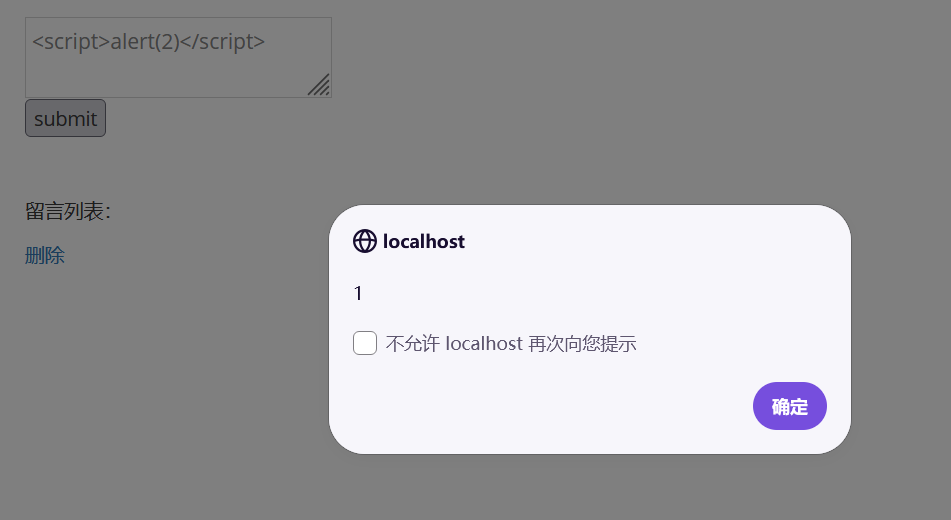 <script>alert(2)</script>
submit
留言列表:
删除
localhost
1
不允许 localhost 再次向您提示
确定